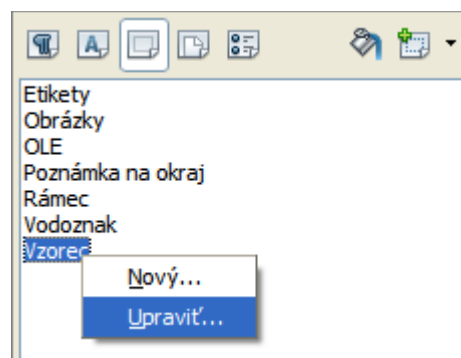 Etikety
Obrázky
OLE
Poznámka na okraj
Rámec
Vodoznak
Vzorec
Nový...
Upraviť...